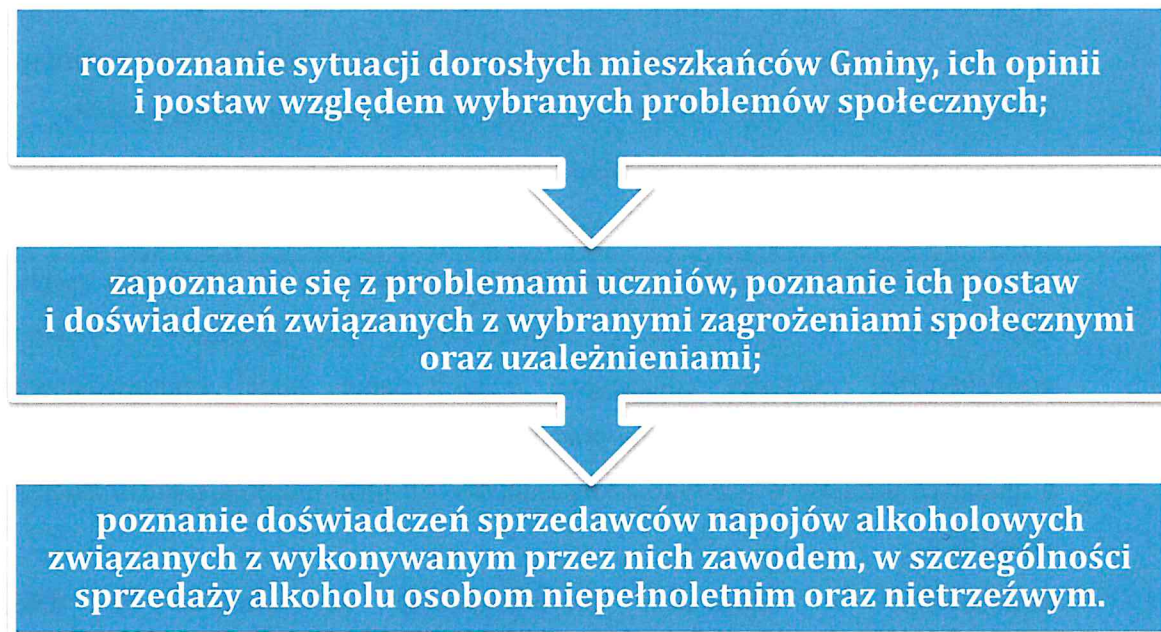 rozpoznanie sytuacji dorosłych mieszkańców Gminy, ich opinii
i postaw względem wybranych problemów społecznych;
zapoznanie się z problemami uczniów, poznanie ich postaw
i doświadczeń związanych z wybranymi zagrożeniami społecznymi
oraz uzależnieniami;
poznanie doświadczeń sprzedawców napojów alkoholowych
związanych z wykonywanym przez nich zawodem, w szczególności
sprzedaży alkoholu osobom niepełnoletnim oraz nietrzeźwym.